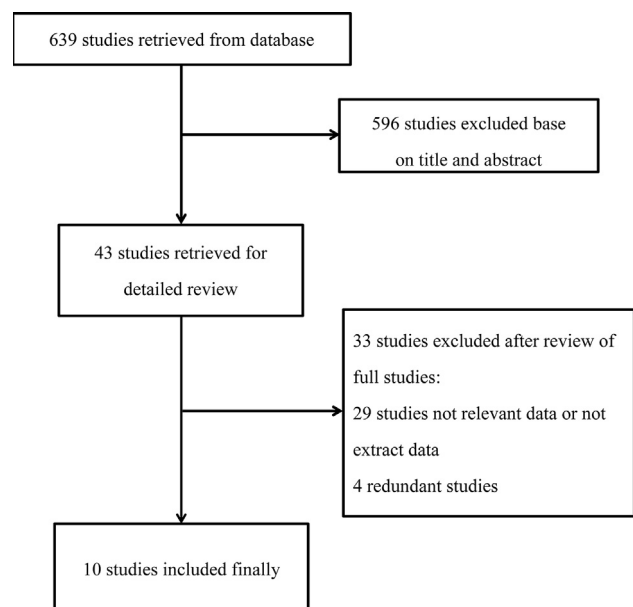 639 studies retrieved from database
596 studies excluded base
on title and abstract
43 studies retrieved for
detailed review
33 studies excluded after review of
full studies:
29 studies not relevant data or not
extract data
4 redundant studies
10 studies included finally